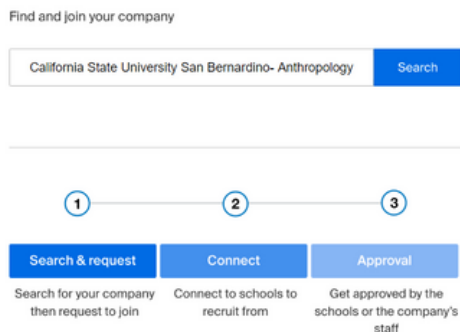 Find and join your company
California State University San Bernardino- Anthropology
Search
1
2
3
Search & request
Connect
Approval
Search for your company
then request to join
Connect to schools to
recruit from
Get approved by the
schools or the company's
staff